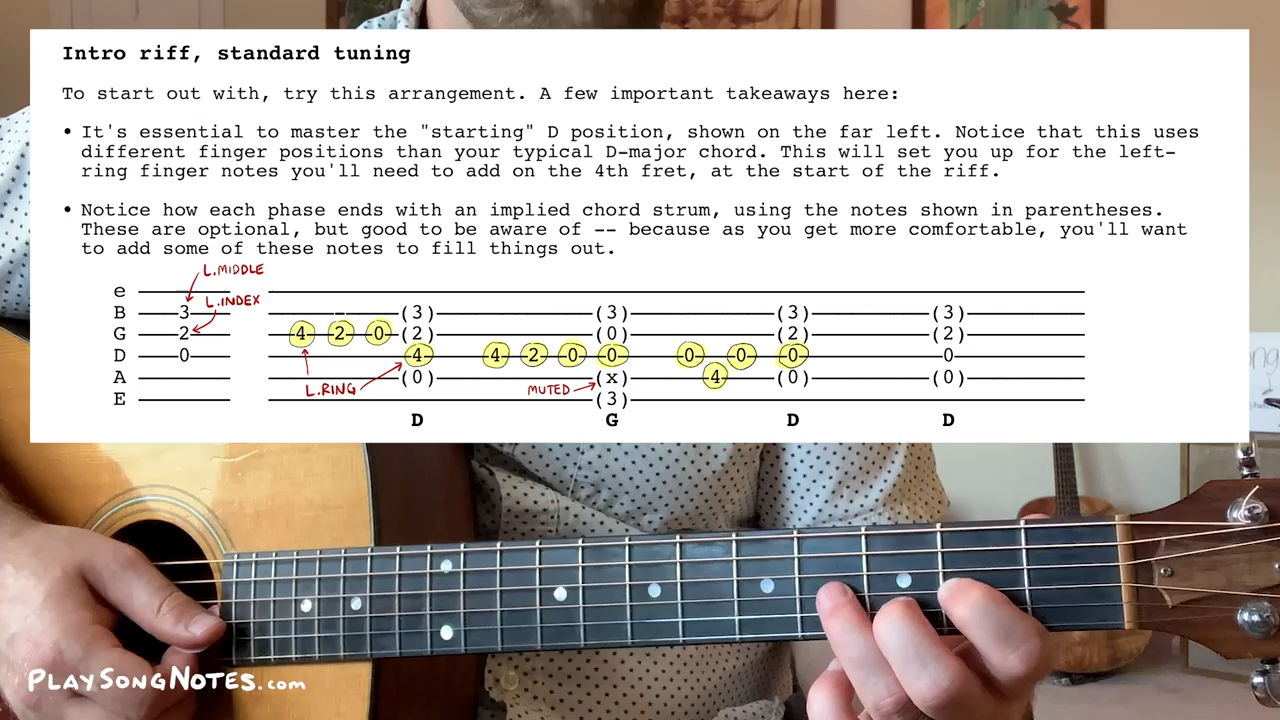 Intro riff, standard tuning
To start out with, try this arrangement. A few important takeaways here:
• It's essential to master the "starting" D position, shown on the far left. Notice that this uses
different finger positions than your typical D-major chord. This will set you up for the left-
ring finger notes you'll need to add on the 4th fret, at the start of the riff.
• Notice how each phase ends with an implied chord strum, using the notes shown in parentheses.
These are optional, but good to be aware of -- because as you get more comfortable, you'll want
to add some of these notes to fill things out.
L.MIDDLE
e
L.INDEX
B 3 (3) (3) (3) (3)
G 2 4 2 0 (2) (0) (2) (2)
D 0 4 4 2 0 0 0 0 0 0
A (0) (x) 4 (0) (0)
L.RING MUTED
E (3)
D G D D
PLAYSONGNOTES.COM